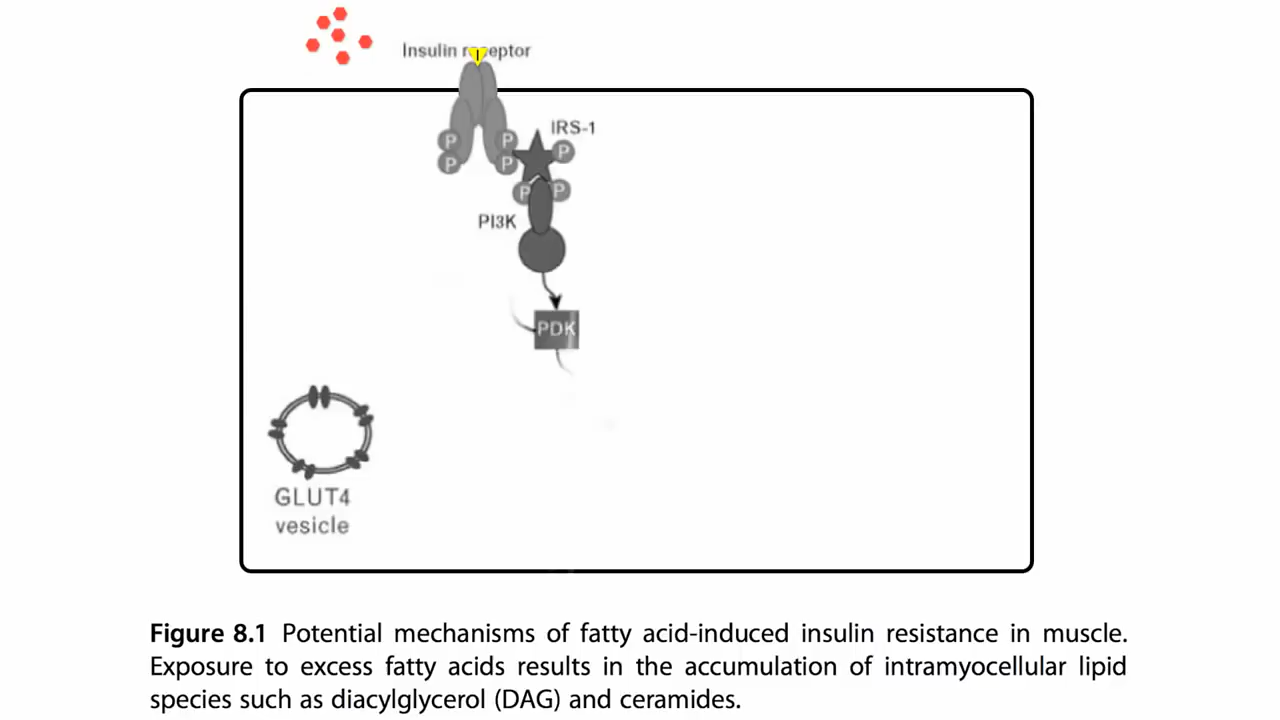 Insulin r
eptor
I
IRS-1
P
P
P
P
P
P
P
PI3K
PDK
GLUT4
vesicle
Figure 8.1 Potential mechanisms of fatty acid-induced insulin resistance in muscle.
Exposure to excess fatty acids results in the accumulation of intramyocellular lipid
species such as diacylglycerol (DAG) and ceramides.